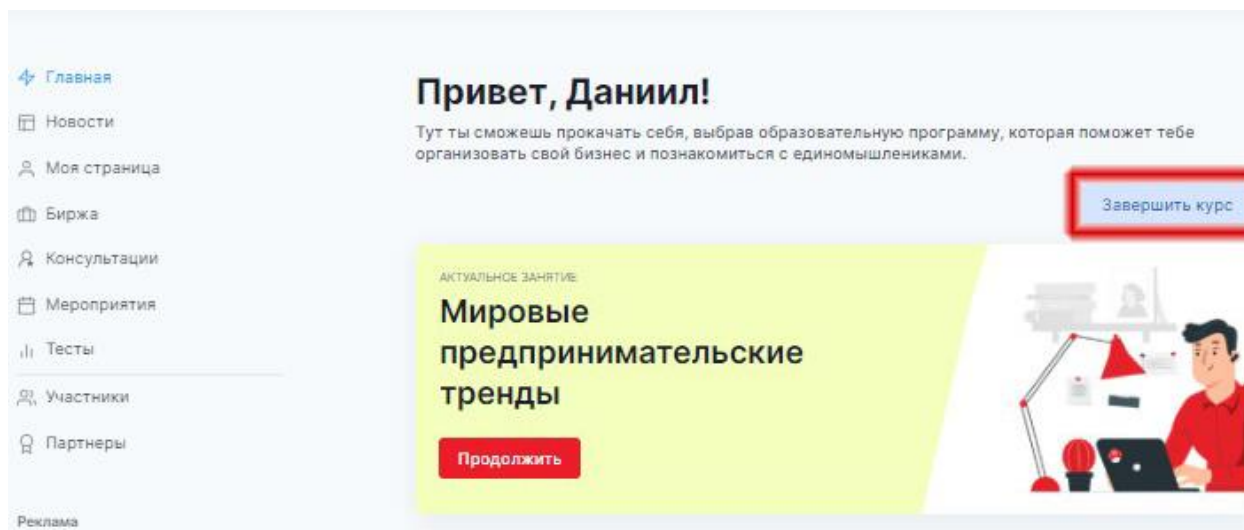 Главная
Новости
Моя страница
Биржа
Консультации
Мероприятия
Тесты
Участники
Партнеры
Реклама
Привет, Даниил!
Тут ты сможешь прокачать себя, выбрав образовательную программу, которая поможет тебе
организовать свой бизнес и познакомиться с единомышлениками.
Завершить курс
АКТУАЛЬНОЕ ЗАНЯТИЕ
Мировые
предпринимательские
тренды
Продолжить